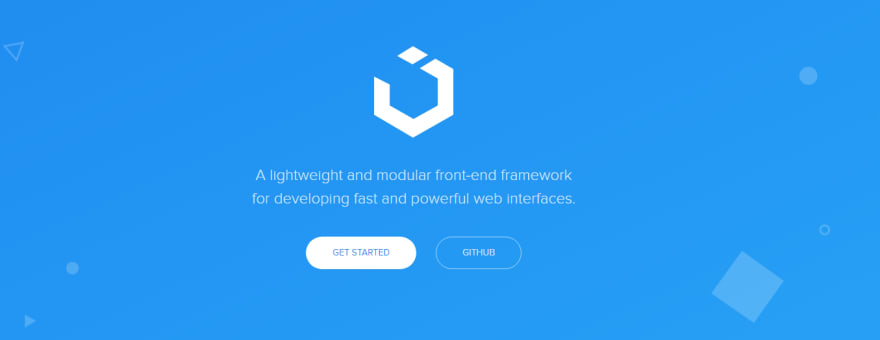 A lightweight and modular front-end framework
for developing fast and powerful web interfaces.
GET STARTED GITHUB